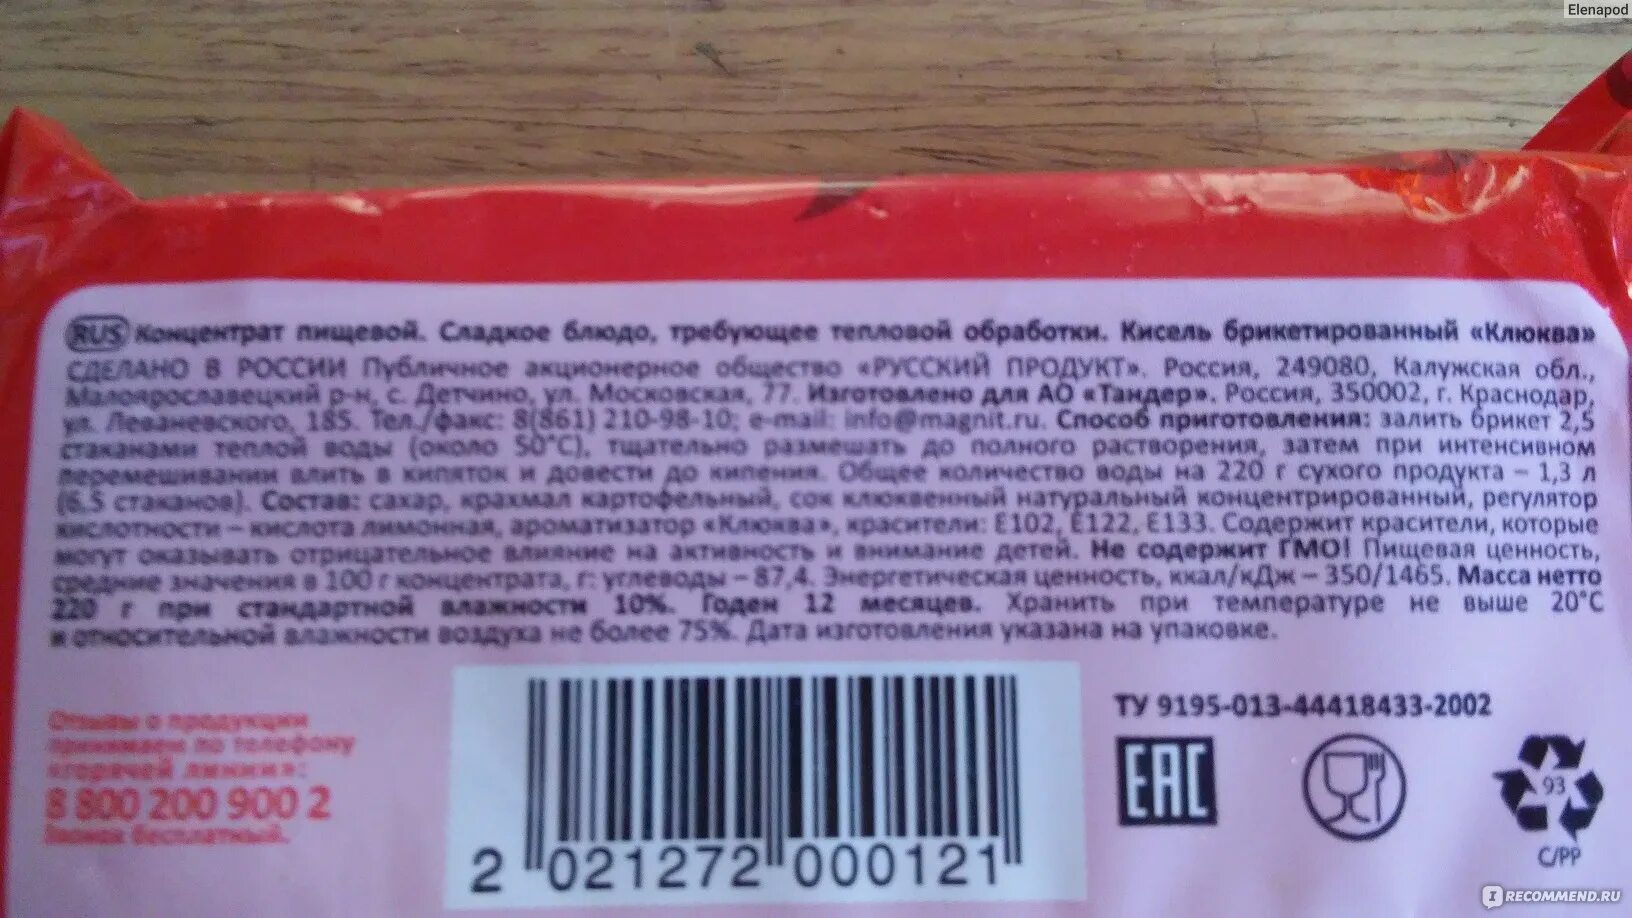 Elenapod
RUS Концентрат пищевой. Сладкое блюдо, требующее тепловой обработки. Кисель брикетированный «Клюква»
СДЕЛАНО В РОССИИ Публичное акционерное общество «РУССКИЙ ПРОДУКТ». Россия, 249080, Калужская обл.,
Малоярославецкий р-н, с. Детчино, ул. Московская, 77. Изготовлено для АО «Тандер». Россия, 350002, г. Краснодар,
ул. Леваневского, 185. Тел./факс: 8(861) 210-98-10; e-mail: info@magnit.ru. Способ приготовления: залить брикет 2,5
стаканами теплой воды (около 50°С), тщательно размешать до полного растворения, затем при интенсивном
перемешивании влить в кипяток и довести до кипения. Общее количество воды на 220 г сухого продукта – 1,3 л
(6,5 стаканов). Состав: сахар, крахмал картофельный, сок клюквенный натуральный концентрированный, регулятор
кислотности – кислота лимонная, ароматизатор «Клюква», красители: Е102, Е122, Е133. Содержит красители, которые
могут оказывать отрицательное влияние на активность и внимание детей. Не содержит ГМО! Пищевая ценность,
средние значения в 100 г концентрата, г: углеводы – 87,4. Энергетическая ценность, ккал/кДж – 350/1465. Масса нетто
220 г при стандартной влажности 10%. Годен 12 месяцев. Хранить при температуре не выше 20°С
и относительной влажности воздуха не более 75%. Дата изготовления указана на упаковке.
Отзывы о продукции
принимаем по телефону
«горячей линии»:
8 800 200 900 2
Звонок бесплатный.
2 021272 000121
ТУ 9195-013-44418433-2002
EAC
93
C/PP
IRECOMMEND.RU